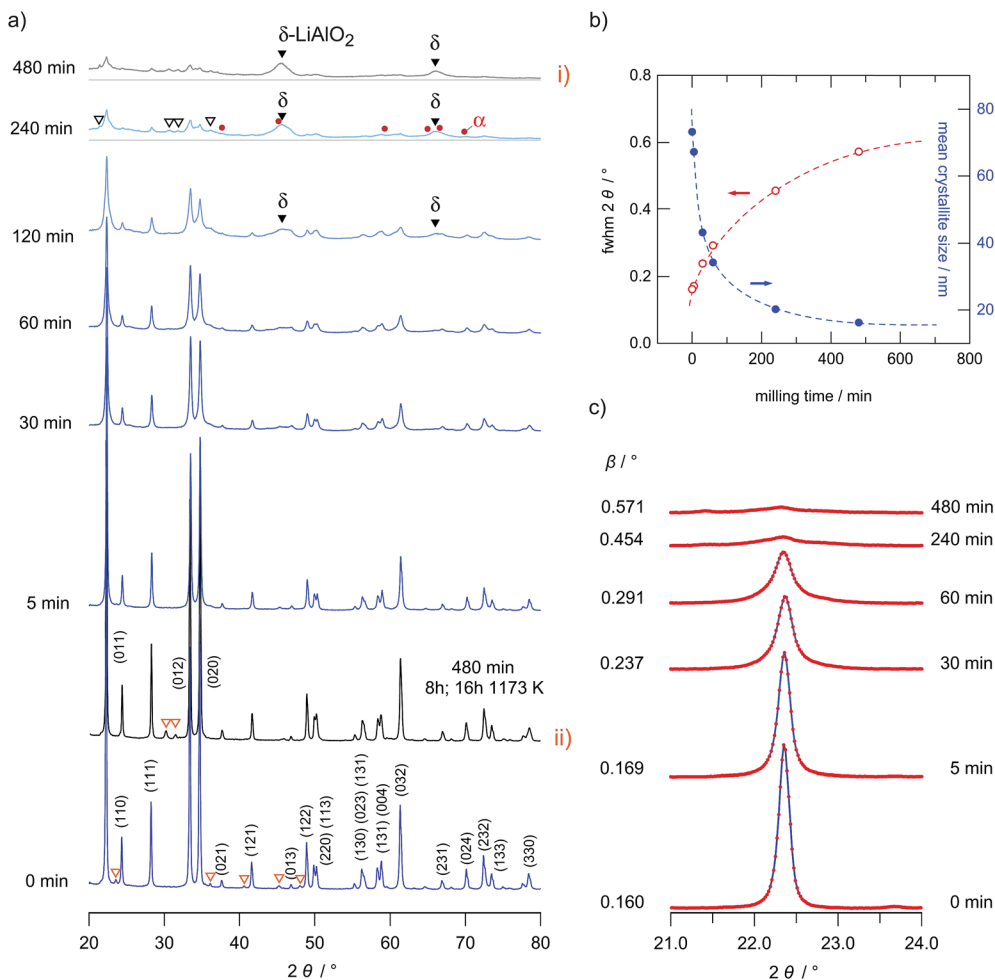 a)
δ-LiAlO2
δ
480 min
i)
δ
δ
240 min
α
δ
δ
120 min
60 min
30 min
5 min
(011)
(012)
(020)
480 min
8h; 16h 1173 K
ii)
(110)
(111)
(021)
(121)
(013)
(122)
(220) (113)
(130) (023) (131)
(131) (004)
(032)
(231)
(024)
(232)
(133)
(330)
0 min
20
30
40
50
60
70
80
2 θ / °
b)
0.8
0.6
0.4
0.2
0.0
fwhm 2 θ / °
80
60
40
20
mean crystallite size / nm
0
200
400
600
800
milling time / min
c)
β / °
0.571
480 min
0.454
240 min
0.291
60 min
0.237
30 min
0.169
5 min
0.160
0 min
21.0
22.0
23.0
24.0
2 θ / °